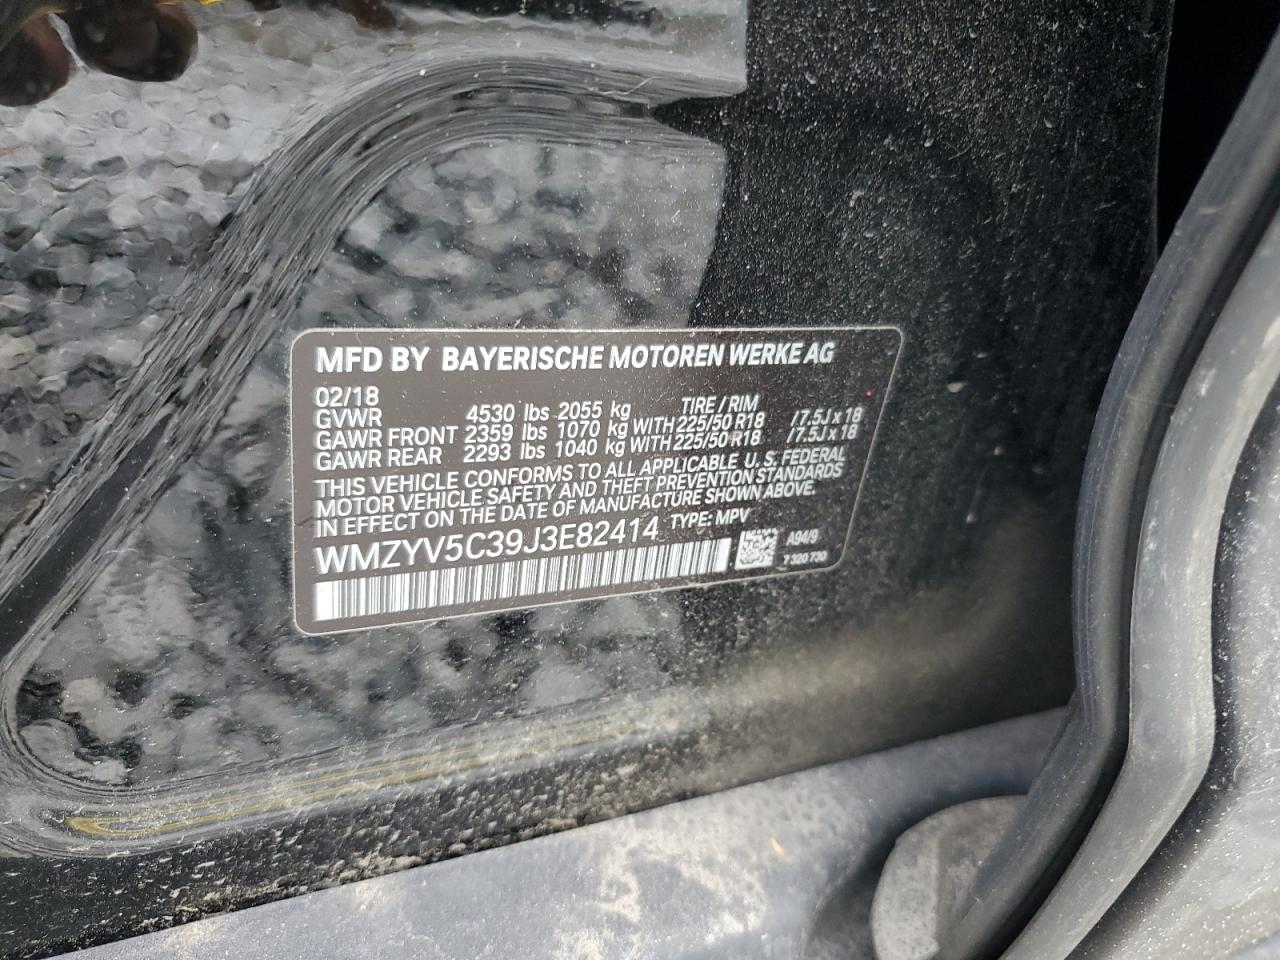 MFD BY BAYERISCHE MOTOREN WERKE AG
02/18 TIRE / RIM
GVWR 4530 lbs 2055 kg
GAWR FRONT 2359 lbs 1070 kg WITH 225/50 R18 /7.5J x 18
GAWR REAR 2293 lbs 1040 kg WITH 225/50 R18 /7.5J x 18
THIS VEHICLE CONFORMS TO ALL APPLICABLE U. S. FEDERAL
MOTOR VEHICLE SAFETY AND THEFT PREVENTION STANDARDS
IN EFFECT ON THE DATE OF MANUFACTURE SHOWN ABOVE.
WMZYV5C39J3E82414 TYPE: MPV
A94/9
7 320 730